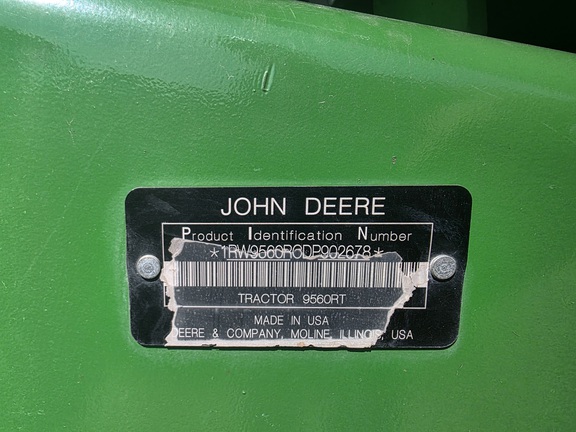 JOHN DEERE
Product Identification Number
*1RW9560RCDP902678*
TRACTOR 9560RT
MADE IN USA
DEERE & COMPANY, MOLINE, ILLINOIS, USA